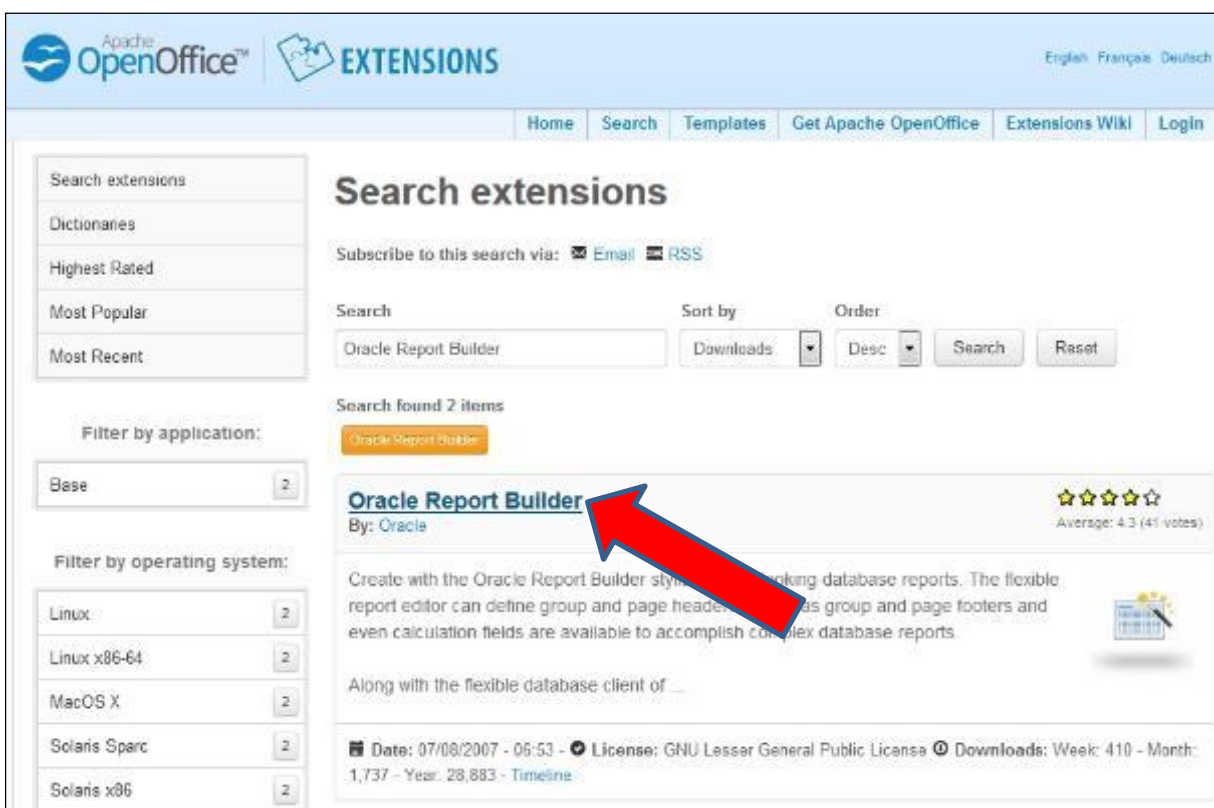 Apache
OpenOffice™ EXTENSIONS
English Français Deutsch
Home Search Templates Get Apache OpenOffice Extensions Wiki Login
Search extensions
Dictionaries
Highest Rated
Most Popular
Most Recent
Filter by application:
Base 2
Filter by operating system:
Linux 2
Linux x86-64 2
MacOS X 2
Solaris Sparc 2
Solaris x86 2
Search extensions
Subscribe to this search via: Email RSS
Search Sort by Order
Oracle Report Builder Downloads Desc Search Reset
Search found 2 items
Oracle Report Builder
Oracle Report Builder
By: Oracle
Average: 4.3 (41 votes)
Create with the Oracle Report Builder database reports. The flexible
report editor can define group and page as group and page footers and
even calculation fields are available to accomplish database reports.
Along with the flexible database client of ...
Date: 07/08/2007 - 06:53 - License: GNU Lesser General Public License Downloads: Week: 410 - Month:
1,737 - Year: 28,883 - Timeline